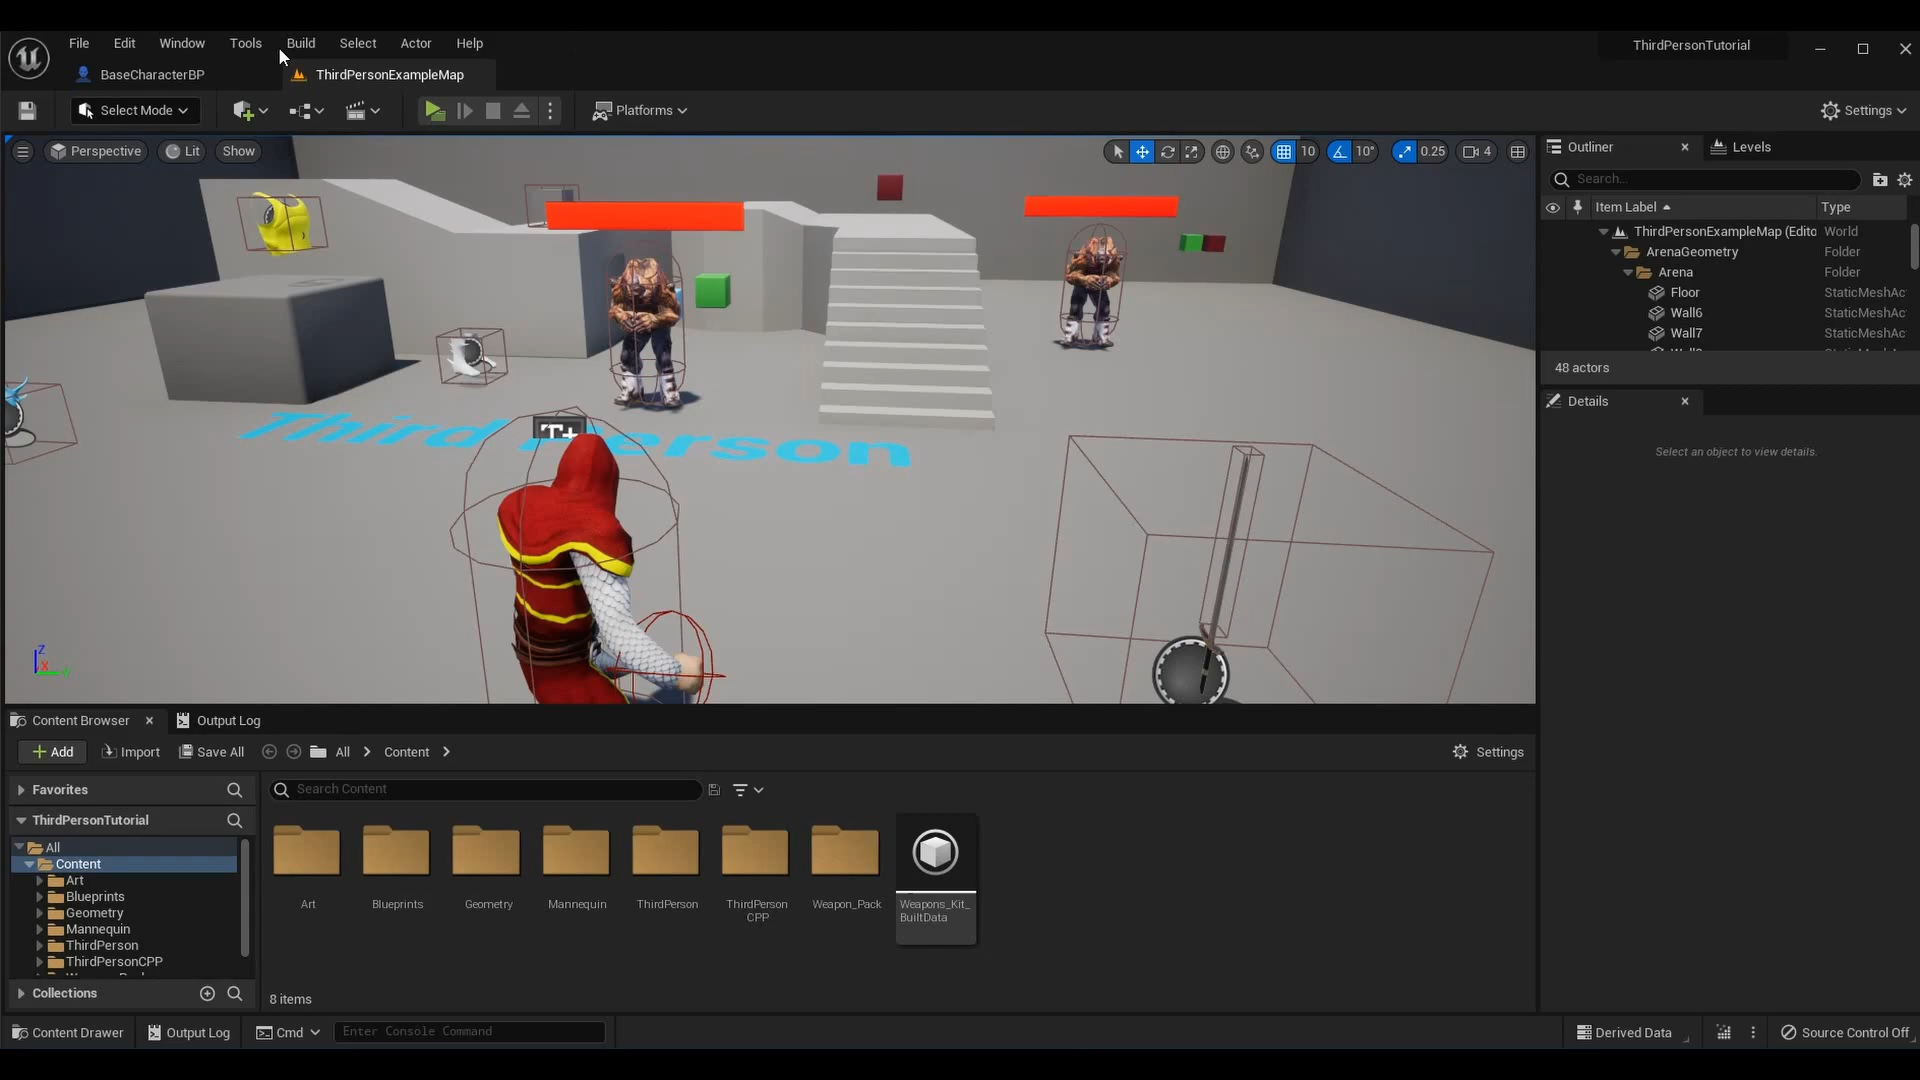 File Edit Window Tools Build Select Actor Help
ThirdPersonTutorial
BaseCharacterBP
ThirdPersonExampleMap
Select Mode
Platforms
Settings
Perspective Lit Show
10 10° 0.25 4
Outliner
Levels
Search...
Item Label Type
ThirdPersonExampleMap (Edito World
ArenaGeometry Folder
Arena Folder
Floor StaticMeshAc
Wall6 StaticMeshAc
Wall7 StaticMeshAc
48 actors
Details
Select an object to view details.
Third Person
T+
Z
X
Content Browser
Output Log
Add Import Save All All Content
Settings
Favorites
Search Content
ThirdPersonTutorial
All
Content
Art
Blueprints
Geometry
Mannequin
ThirdPerson
ThirdPersonCPP
Collections
Art
Blueprints
Geometry
Mannequin
ThirdPerson
ThirdPerson
CPP
Weapon_Pack
Weapons_Kit_
BuiltData
8 items
Content Drawer Output Log Cmd Enter Console Command
Derived Data
Source Control Off